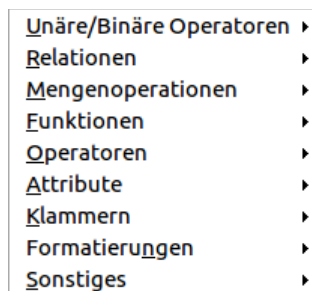 Unäre/Binäre Operatoren
Relationen
Mengenoperationen
Funktionen
Operatoren
Attribute
Klammern
Formatierungen
Sonstiges